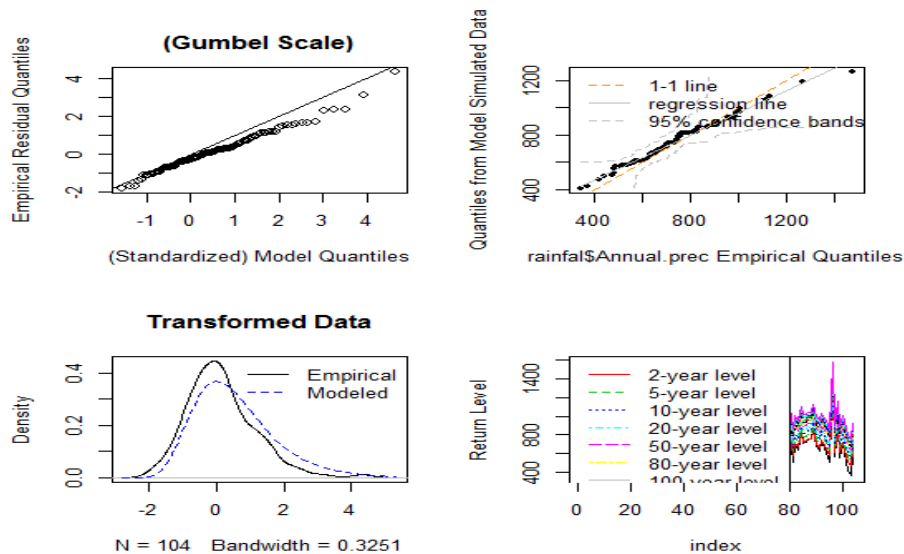 (Gumbel Scale)
Empirical Residual Quantiles
-2 0 2 4
-1 0 1 2 3 4
(Standardized) Model Quantiles
Quantiles from Model Simulated Data
400 800 1200
1-1 line
regression line
95% confidence bands
400 800 1200
rainfal$Annual.prec Empirical Quantiles
Transformed Data
Density
0.0 0.2 0.4
Empirical
Modeled
-2 0 2 4
N = 104 Bandwidth = 0.3251
Return Level
400 800 1400
2-year level
5-year level
10-year level
20-year level
50-year level
80-year level
100-year level
0 20 40 60 80 100
index